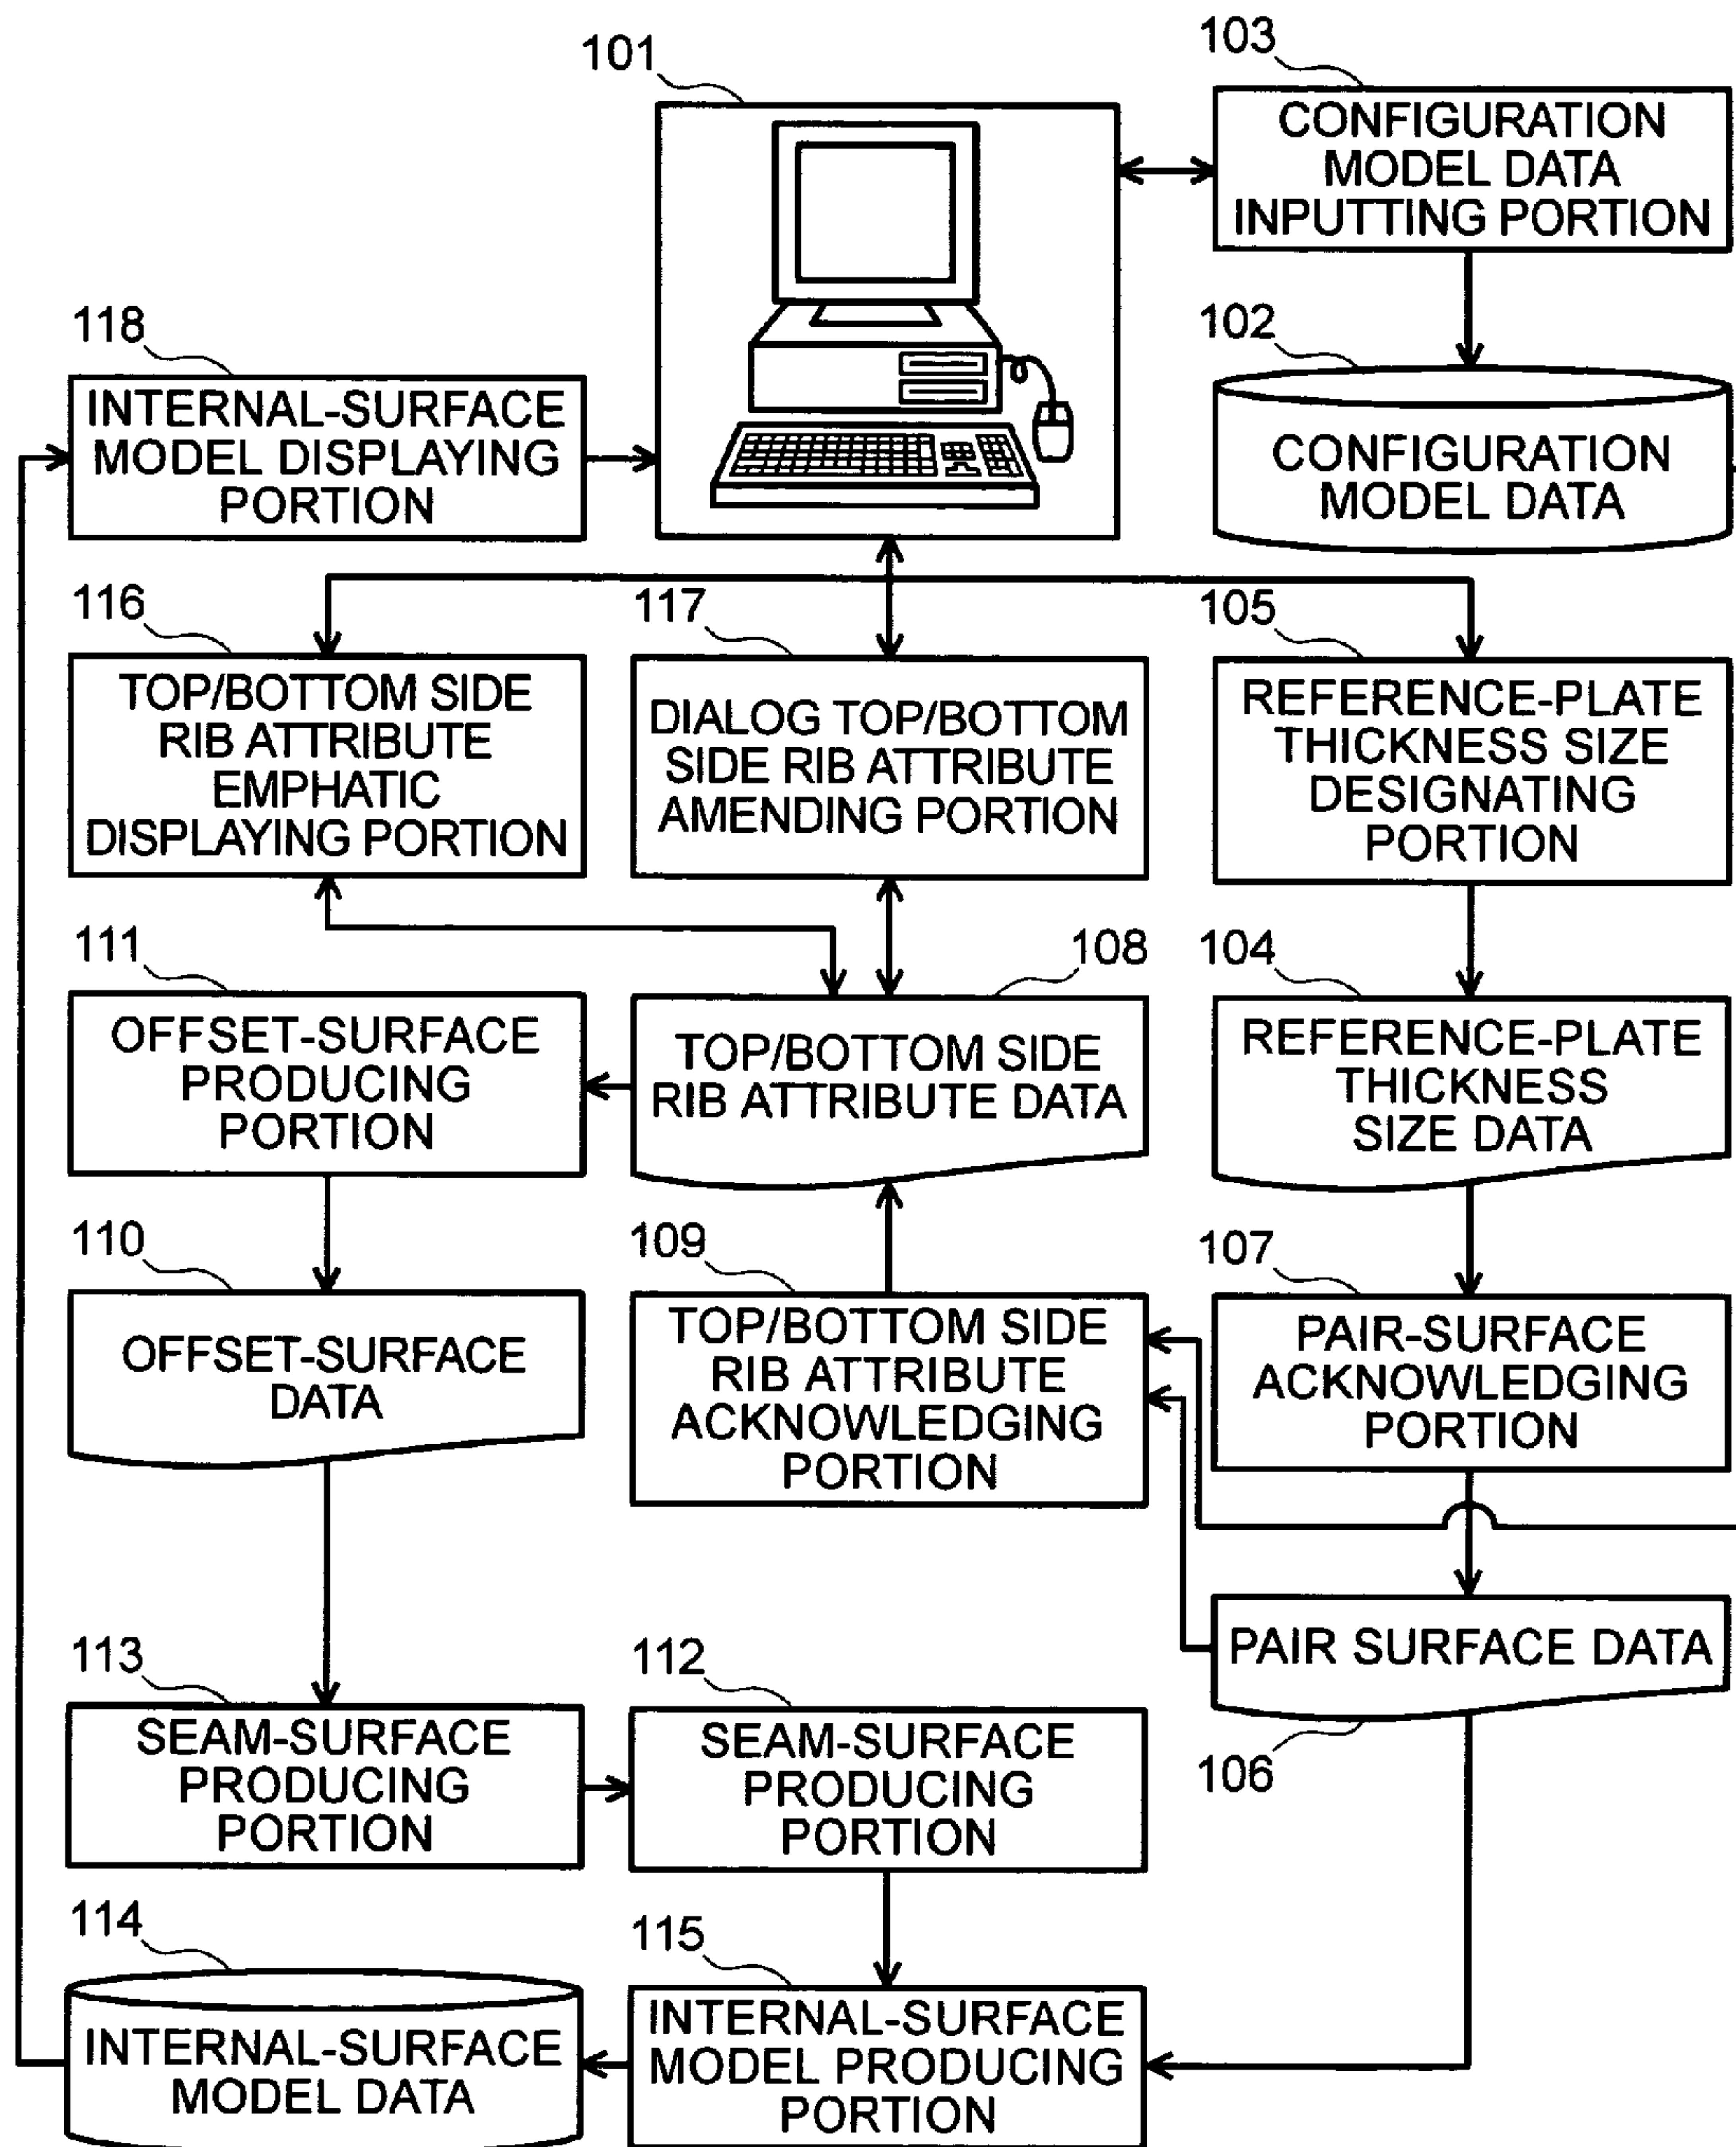 101
103
CONFIGURATION
MODEL DATA
INPUTTING PORTION
118
INTERNAL-SURFACE
MODEL DISPLAYING
PORTION
102
CONFIGURATION
MODEL DATA
116
TOP/BOTTOM SIDE
RIB ATTRIBUTE
EMPHATIC
DISPLAYING PORTION
117
DIALOG TOP/BOTTOM
SIDE RIB ATTRIBUTE
AMENDING PORTION
105
REFERENCE-PLATE
THICKNESS SIZE
DESIGNATING
PORTION
111
OFFSET-SURFACE
PRODUCING
PORTION
108
TOP/BOTTOM SIDE
RIB ATTRIBUTE DATA
104
REFERENCE-PLATE
THICKNESS
SIZE DATA
110
OFFSET-SURFACE
DATA
109
TOP/BOTTOM SIDE
RIB ATTRIBUTE
ACKNOWLEDGING
PORTION
107
PAIR-SURFACE
ACKNOWLEDGING
PORTION
PAIR SURFACE DATA
106
113
SEAM-SURFACE
PRODUCING
PORTION
112
SEAM-SURFACE
PRODUCING
PORTION
114
INTERNAL-SURFACE
MODEL DATA
115
INTERNAL-SURFACE
MODEL PRODUCING
PORTION